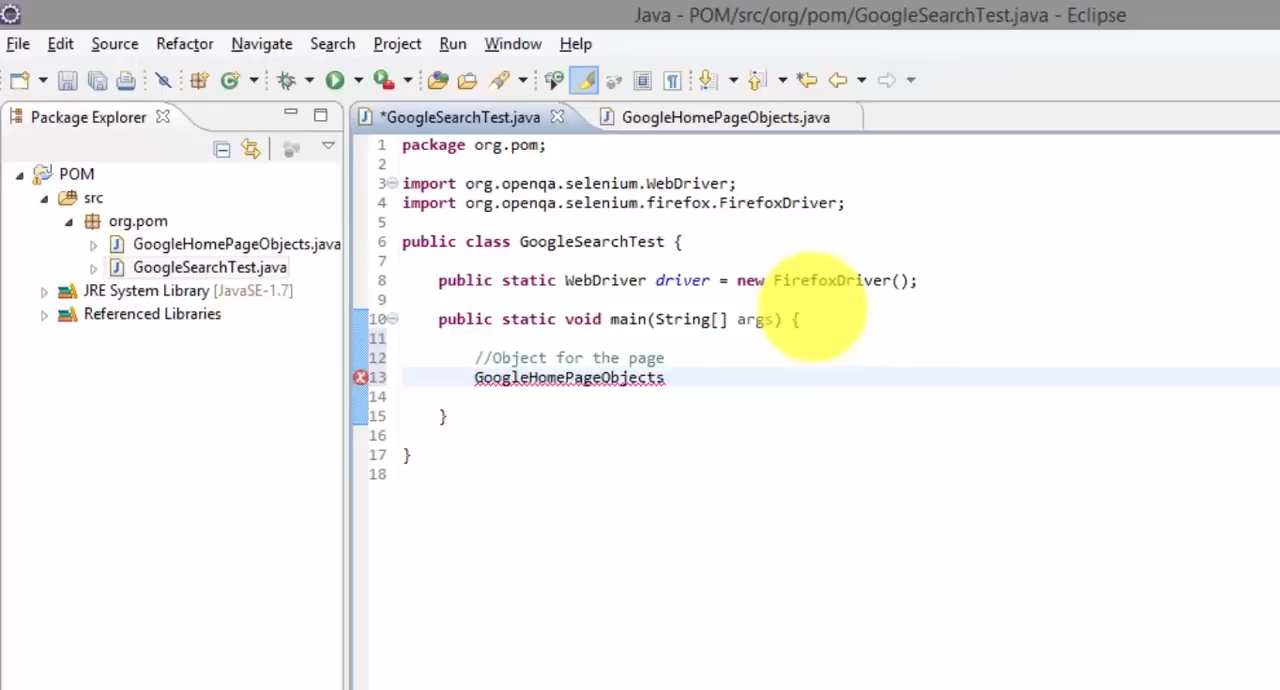 Java - POM/src/org/pom/GoogleSearchTest.java - Eclipse
File Edit Source Refactor Navigate Search Project Run Window Help
Package Explorer
*GoogleSearchTest.java
GoogleHomePageObjects.java
POM
src
org.pom
GoogleHomePageObjects.java
GoogleSearchTest.java
JRE System Library [JavaSE-1.7]
Referenced Libraries
1 package org.pom;
2
3 import org.openqa.selenium.WebDriver;
4 import org.openqa.selenium.firefox.FirefoxDriver;
5
6 public class GoogleSearchTest {
7
8 public static WebDriver driver = new FirefoxDriver();
9
10 public static void main(String[] args) {
11
12 //Object for the page
13 GoogleHomePageObjects
14
15 }
16
17 }
18